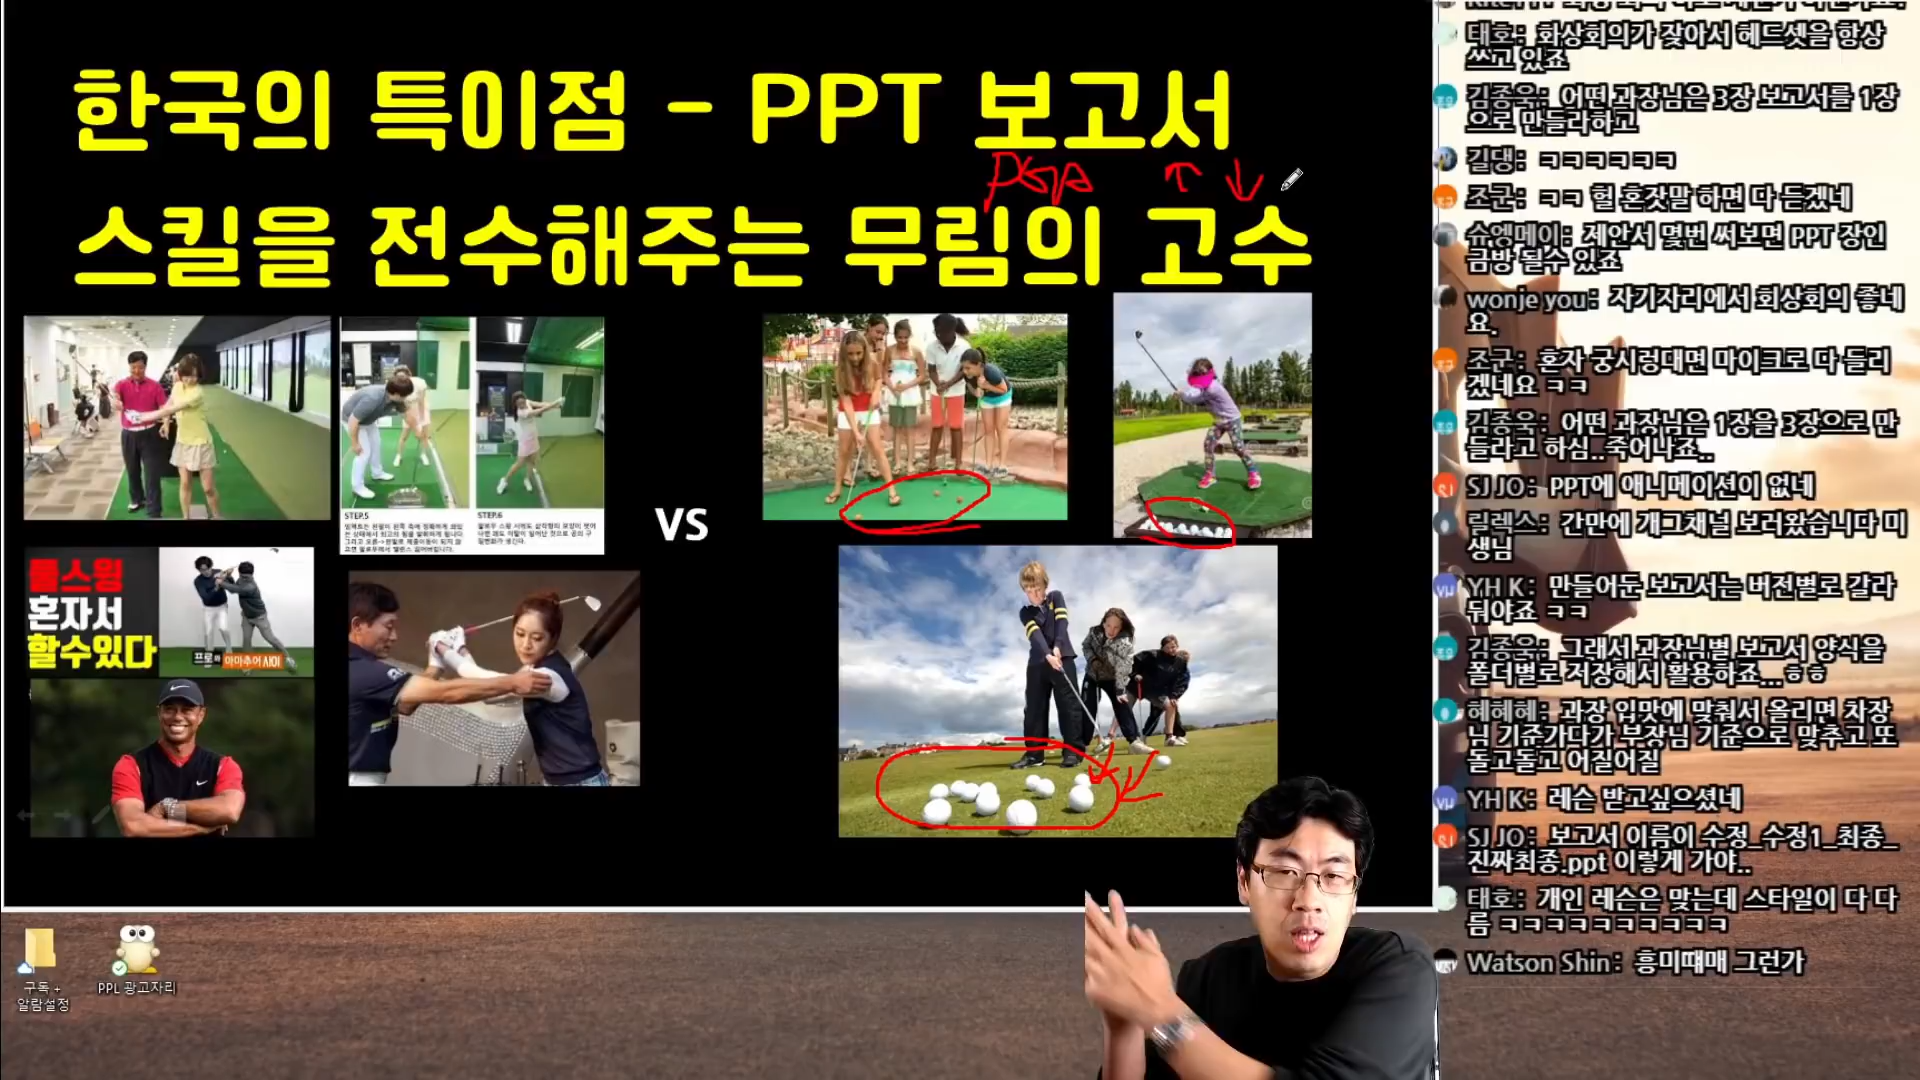 한국의 특이점 - PPT 보고서
스킬을 전수해주는 무림의 고수
STEP.5
STEP.6
VS
풀스윙
혼자서
할수있다
프로와 아마추어 사이
구독 +
알람설정
PPL 광고자리
태호: 화상회의가 잦아서 헤드셋을 항상
쓰고 있죠
김종욱: 어떤 과장님은 3장 보고서를 1장
으로 만들라하고
길댕: ㅋㅋㅋㅋㅋㅋ
조군: ㅋㅋ 헐 혼잣말 하면 다 듣겠네
슈엥메이: 제안서 몇번 써보면 PPT 장인
금방 될수 있죠
wonje you: 자기자리에서 회상회의 좋네
요.
조군: 혼자 궁시렁대면 마이크로 다 들리
겠네요 ㅋㅋ
김종욱: 어떤 과장님은 1장을 3장으로 만
들라고 하심..죽어나죠..
SJ JO: PPT에 애니메이션이 없네
릴렌스: 간만에 개그채널 보러왔습니다 미
생님
YH K: 만들어둔 보고서는 버전별로 갈라
둬야죠 ㅋㅋ
김종욱: 그래서 과장님별 보고서 양식을
폴더별로 저장해서 활용하죠...ㅎㅎ
혜혜혜: 과장 입맛에 맞춰서 올리면 차장
님 기준가다가 부장님 기준으로 맞추고 또
돌고돌고 어질어질
YH K: 레슨 받고싶으셨네
SJ JO: 보고서 이름이 수정_수정1_최종_
진짜최종.ppt 이렇게 가야..
태호: 개인 레슨은 맞는데 스타일이 다 다
름 ㅋㅋㅋㅋㅋㅋㅋㅋㅋㅋ
Watson Shin: 흥미떄매 그런가